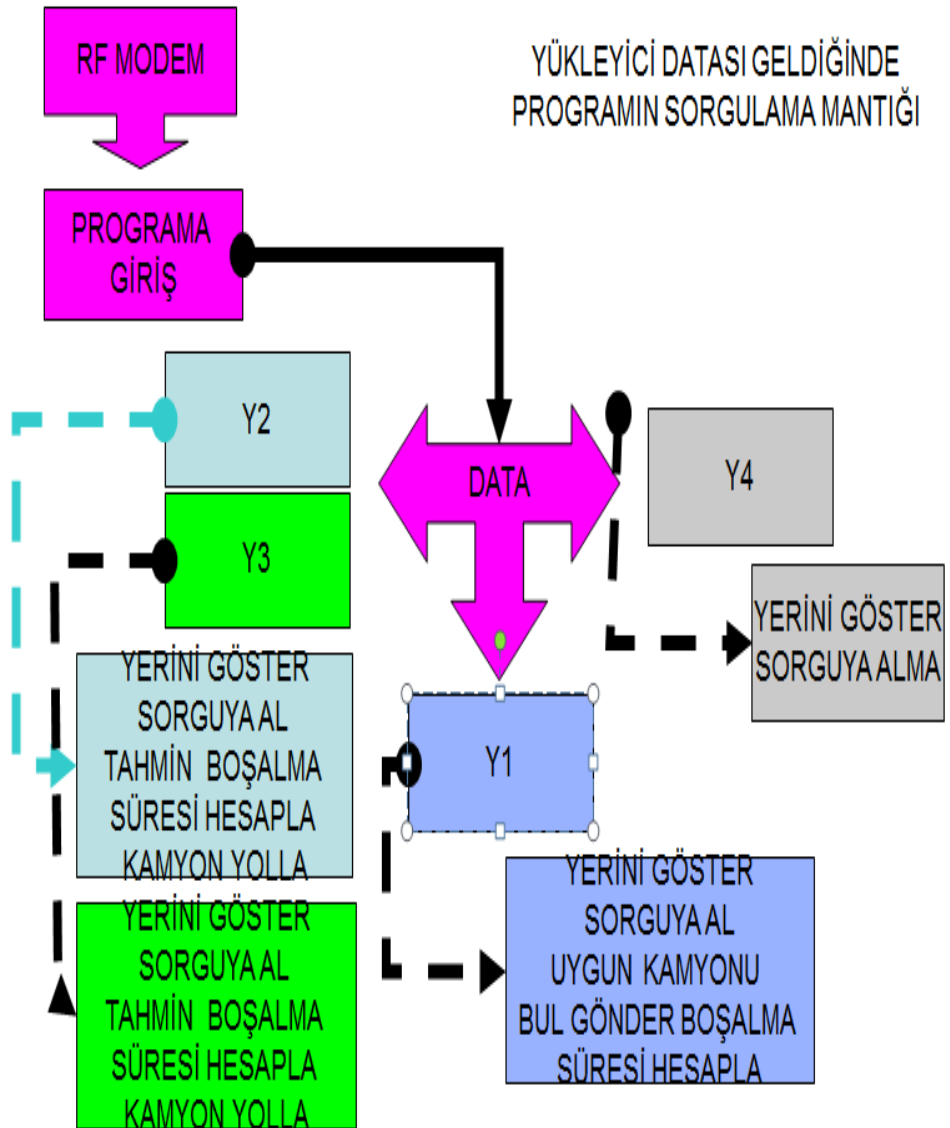 RF MODEM
YÜKLEYİCİ DATASI GELDİĞİNDE
PROGRAMIN SORGULAMA MANTIĞI
PROGRAMA
GİRİŞ
Y2
DATA
Y4
Y3
YERİNİ GÖSTER
SORGUYA ALMA
YERİNİ GÖSTER
SORGUYA AL
TAHMİN BOŞALMA
SÜRESİ HESAPLA
KAMYON YOLLA
Y1
YERİNİ GÖSTER
SORGUYA AL
UYGUN KAMYONU
BUL GÖNDER BOŞALMA
SÜRESİ HESAPLA
YERİNİ GÖSTER
SORGUYA AL
TAHMİN BOŞALMA
SÜRESİ HESAPLA
KAMYON YOLLA